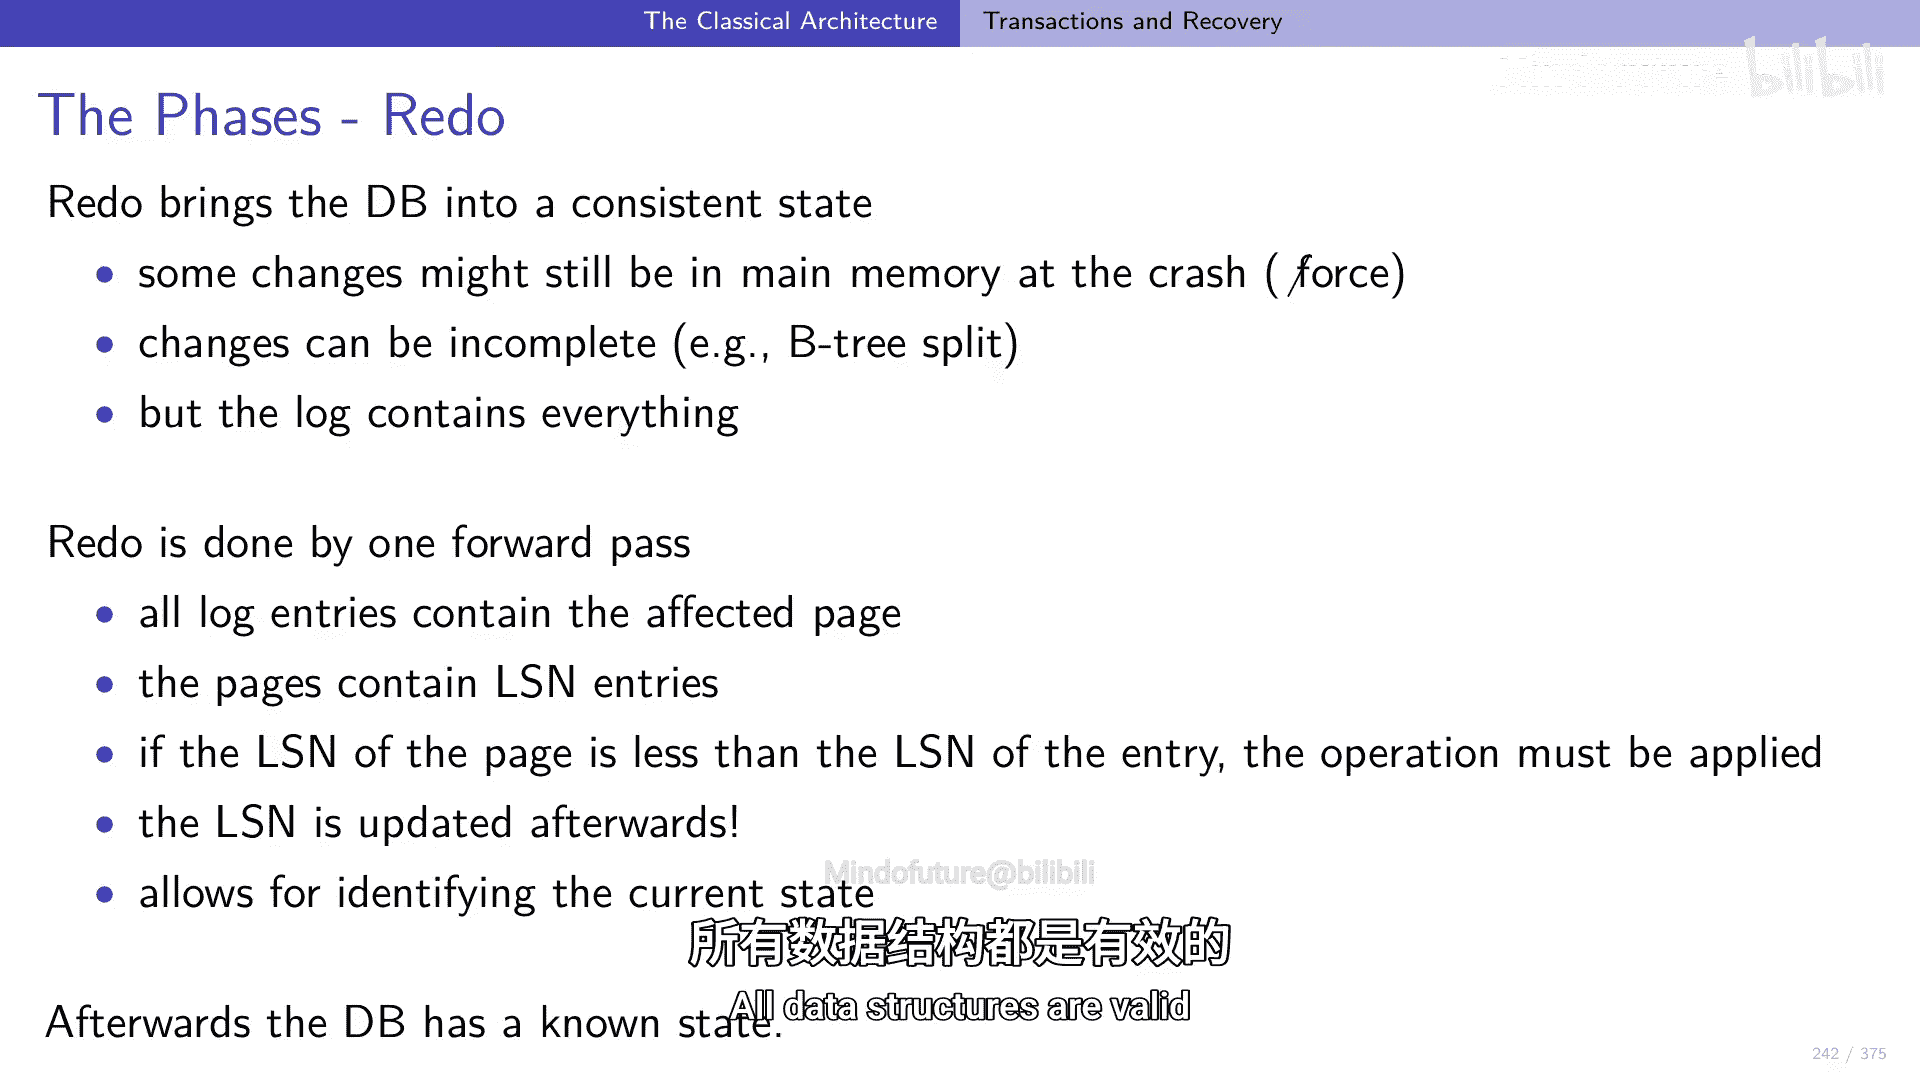 The Classical Architecture
Transactions and Recovery
bilibili
The Phases - Redo
Redo brings the DB into a consistent state
• some changes might still be in main memory at the crash ( ̸force)
• changes can be incomplete (e.g., B-tree split)
• but the log contains everything
Redo is done by one forward pass
• all log entries contain the affected page
• the pages contain LSN entries
• if the LSN of the page is less than the LSN of the entry, the operation must be applied
• the LSN is updated afterwards!
Mindofuture@bilibili
• allows for identifying the current state
所有数据结构都是有效的
All data structures are valid
Afterwards the DB has a known state.
242 / 375